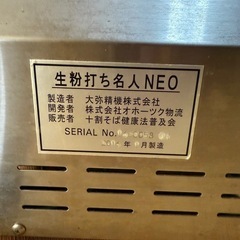 生粉打ち名人NEO
製造者 大弥精機株式会社
開発者 株式会社オホーツク物流
販売者 十割そば健康法普及会
SERIAL No.
年 月製造